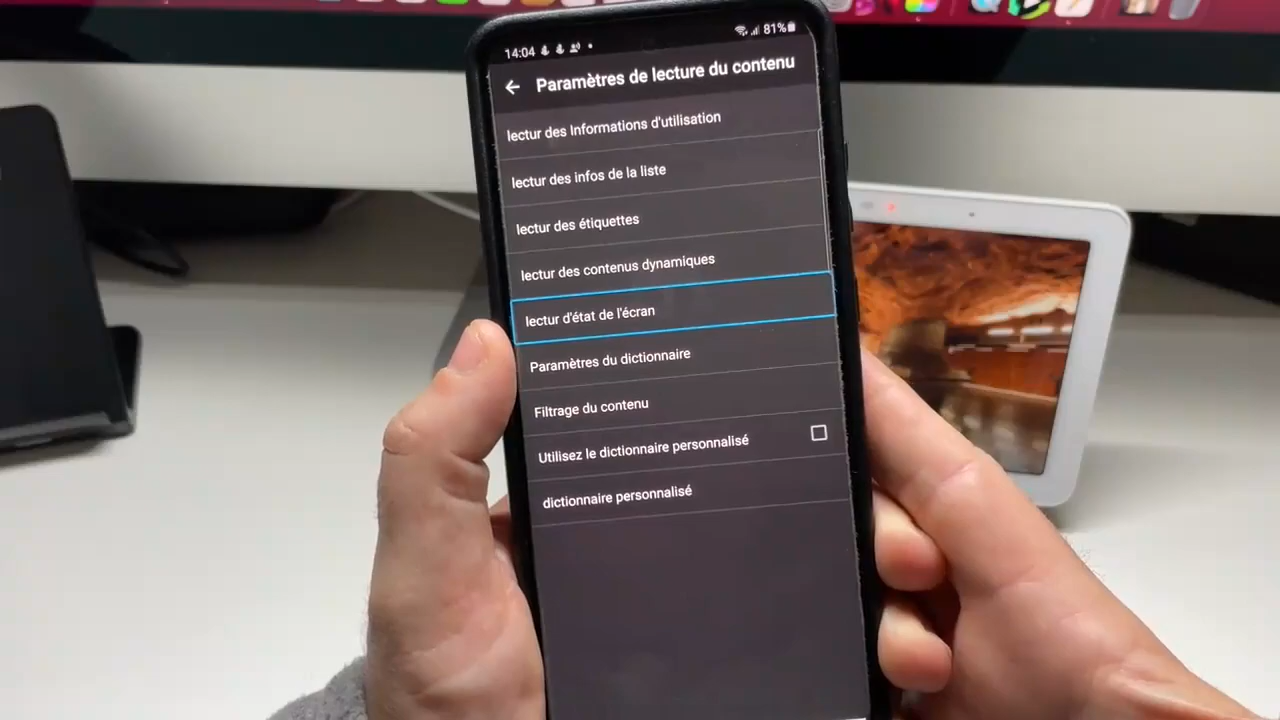 14:04
81%
Paramètres de lecture du contenu
lectur des Informations d'utilisation
lectur des infos de la liste
lectur des étiquettes
lectur des contenus dynamiques
lectur d'état de l'écran
Paramètres du dictionnaire
Filtrage du contenu
Utilisez le dictionnaire personnalisé
dictionnaire personnalisé